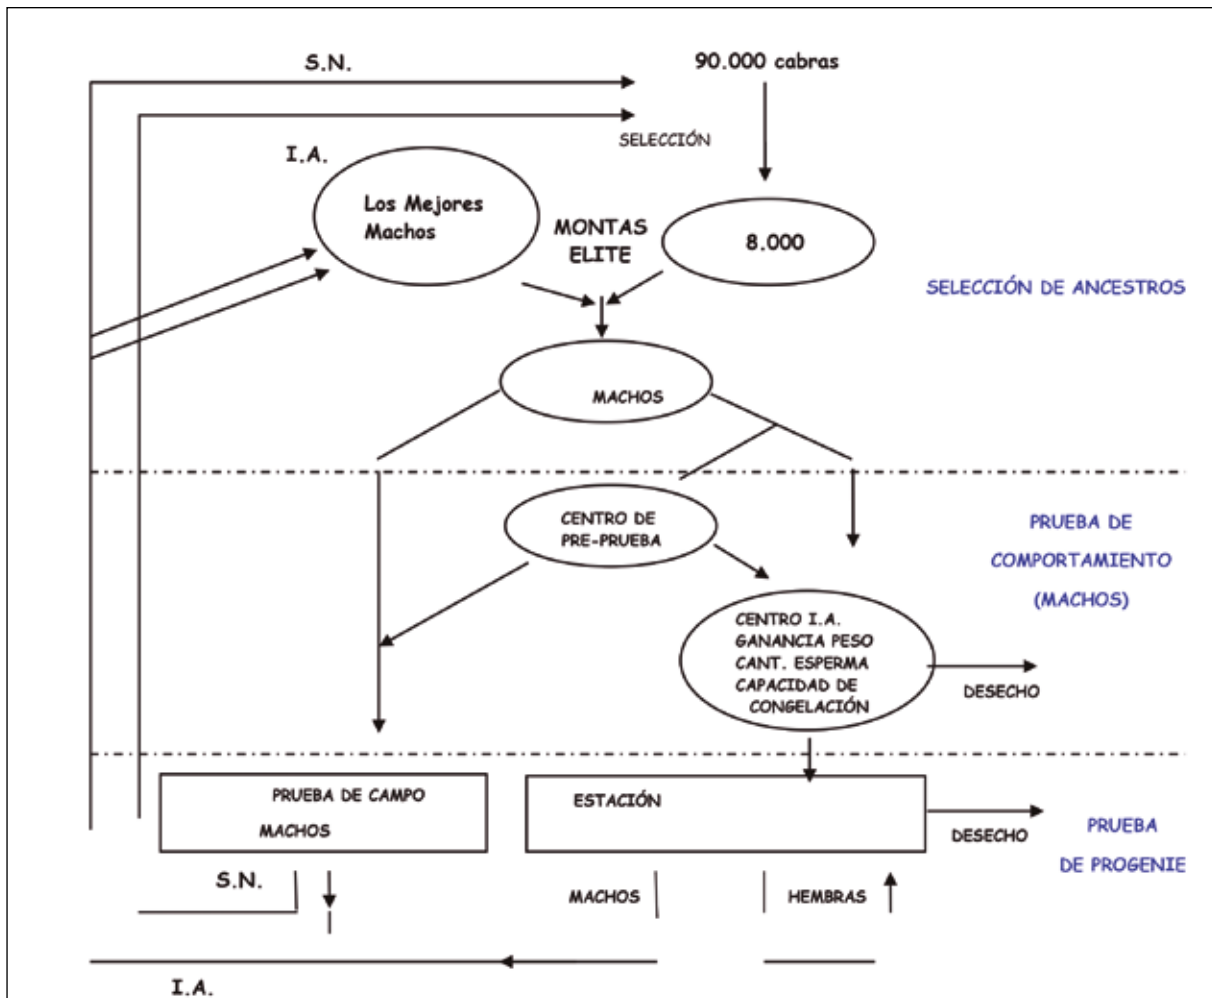 S.N.
90.000 cabras
SELECCIÓN
I.A.
Los Mejores
Machos
MONTAS
ELITE
8.000
SELECCIÓN DE ANCESTROS
MACHOS
CENTRO DE
PRE-PRUEBA
PRUEBA DE
COMPORTAMIENTO
(MACHOS)
CENTRO I.A.
GANANCIA PESO
CANT. ESPERMA
CAPACIDAD DE
CONGELACIÓN
DESECHO
PRUEBA DE CAMPO
MACHOS
ESTACIÓN
DESECHO
PRUEBA
DE PROGENIE
S.N.
MACHOS
HEMBRAS
I.A.